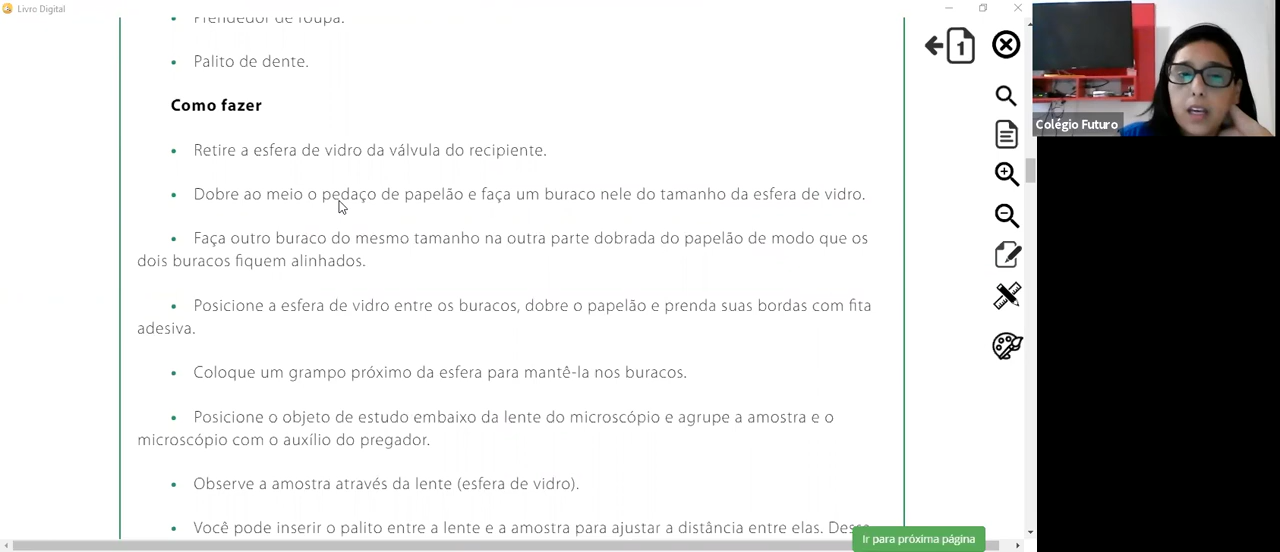 Livro Digital
Prendedor de roupa.
• Palito de dente.
Como fazer
• Retire a esfera de vidro da válvula do recipiente.
• Dobre ao meio o pedaço de papelão e faça um buraco nele do tamanho da esfera de vidro.
• Faça outro buraco do mesmo tamanho na outra parte dobrada do papelão de modo que os
dois buracos fiquem alinhados.
• Posicione a esfera de vidro entre os buracos, dobre o papelão e prenda suas bordas com fita
adesiva.
• Coloque um grampo próximo da esfera para mantê-la nos buracos.
• Posicione o objeto de estudo embaixo da lente do microscópio e agrupe a amostra e o
microscópio com o auxílio do pregador.
• Observe a amostra através da lente (esfera de vidro).
• Você pode inserir o palito entre a lente e a amostra para ajustar a distância entre elas.
Ir para próxima página
1
Colégio Futuro